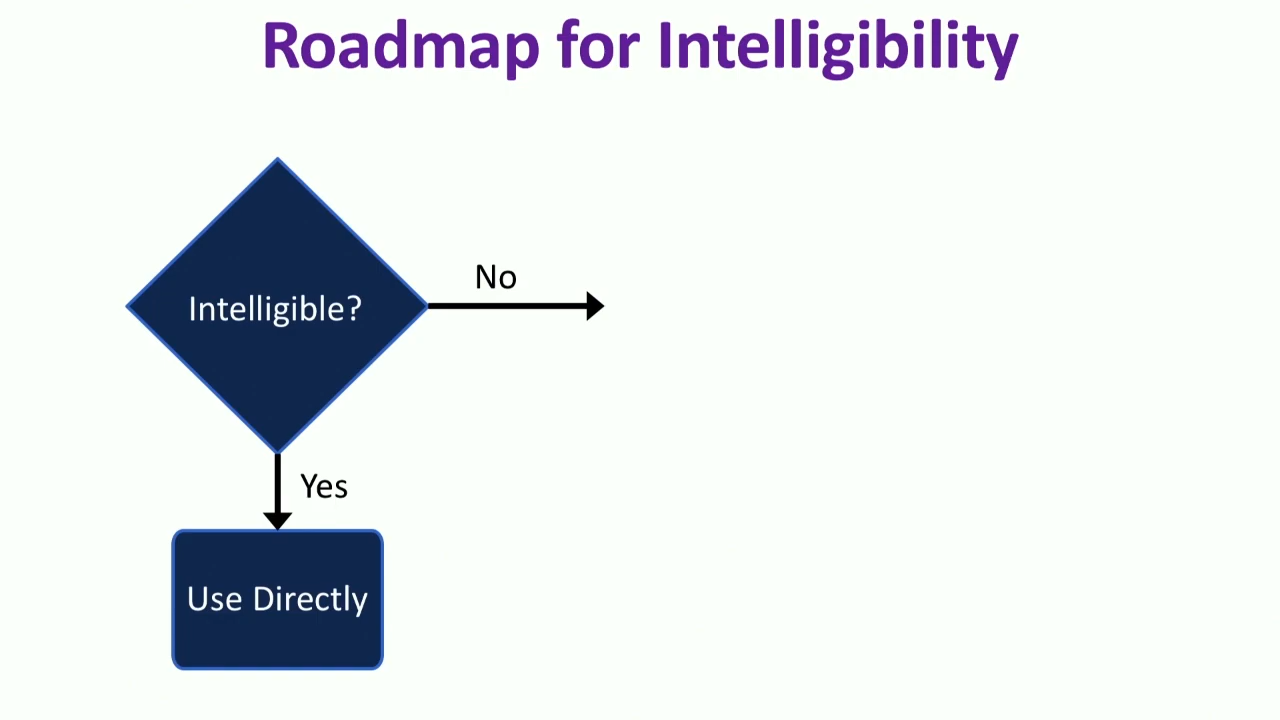 Roadmap for Intelligibility
No
Intelligible?
Yes
Use Directly